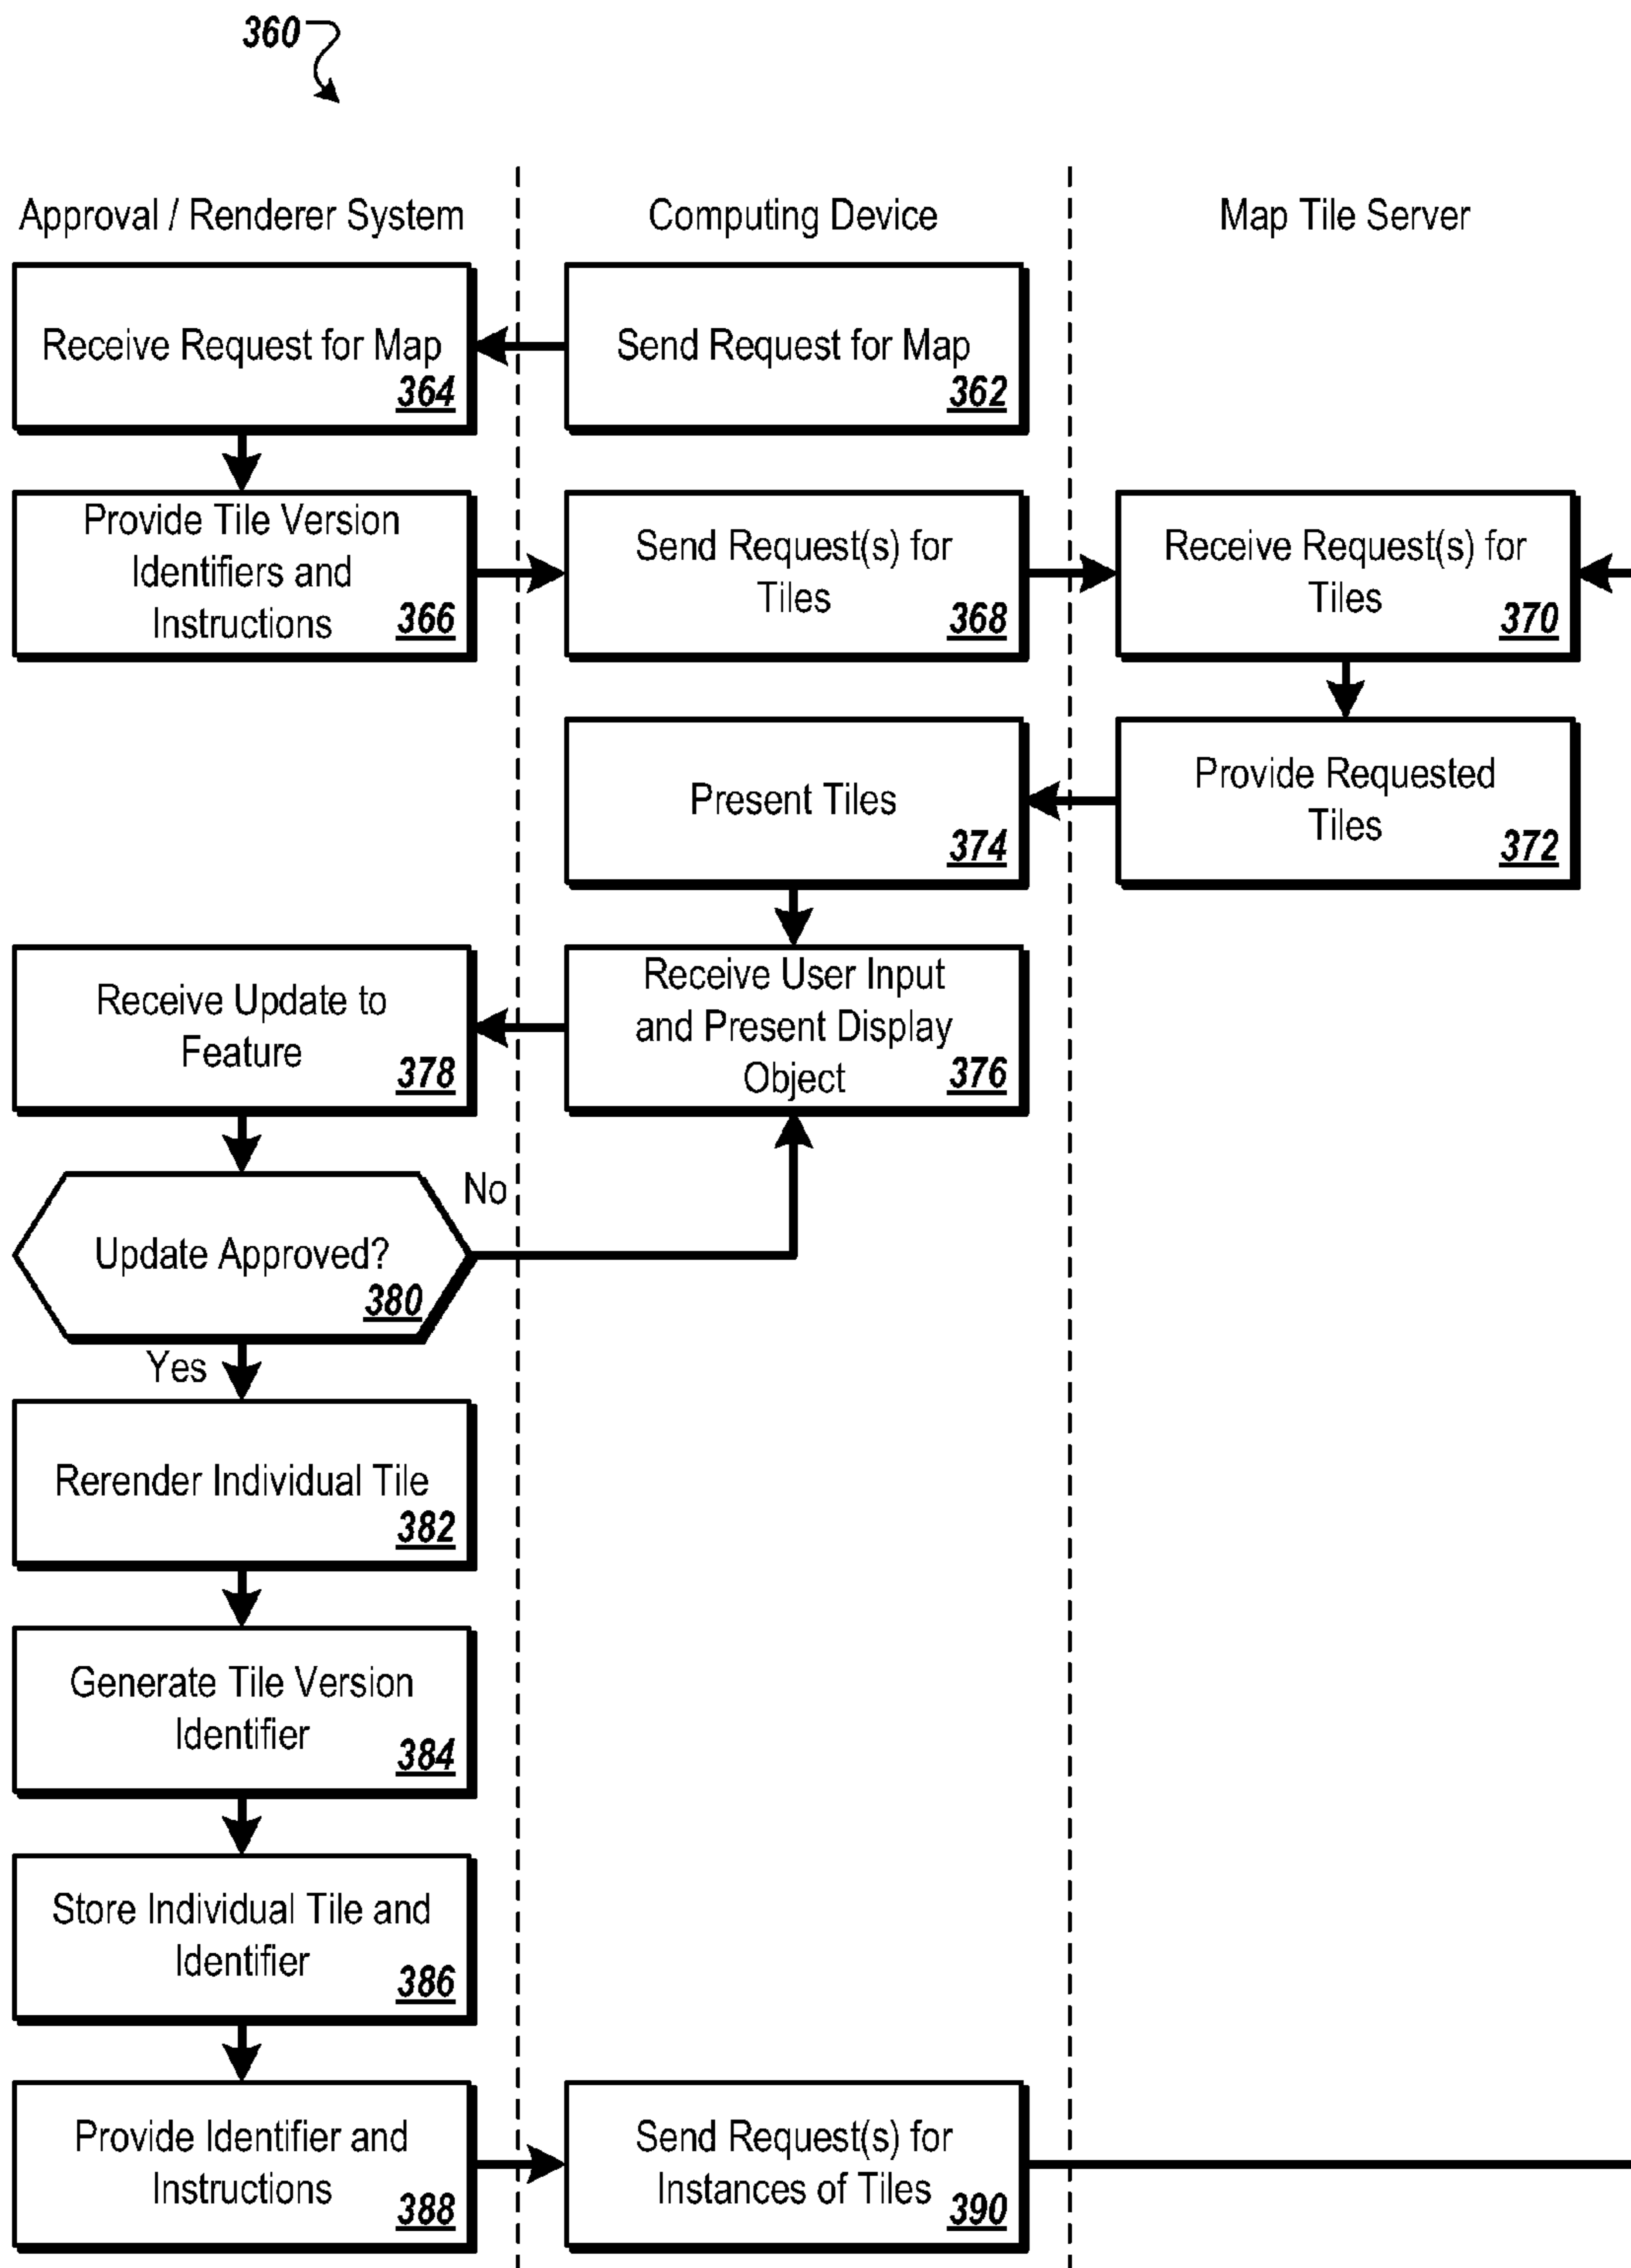 360
Approval / Renderer System
Computing Device
Map Tile Server
Receive Request for Map
364
Send Request for Map
362
Provide Tile Version
Identifiers and
Instructions
366
Send Request(s) for
Tiles
368
Receive Request(s) for
Tiles
370
Present Tiles
374
Provide Requested
Tiles
372
Receive Update to
Feature
378
Receive User Input
and Present Display
Object
376
Update Approved?
380
No
Yes
Rerender Individual Tile
382
Generate Tile Version
Identifier
384
Store Individual Tile and
Identifier
386
Provide Identifier and
Instructions
388
Send Request(s) for
Instances of Tiles
390